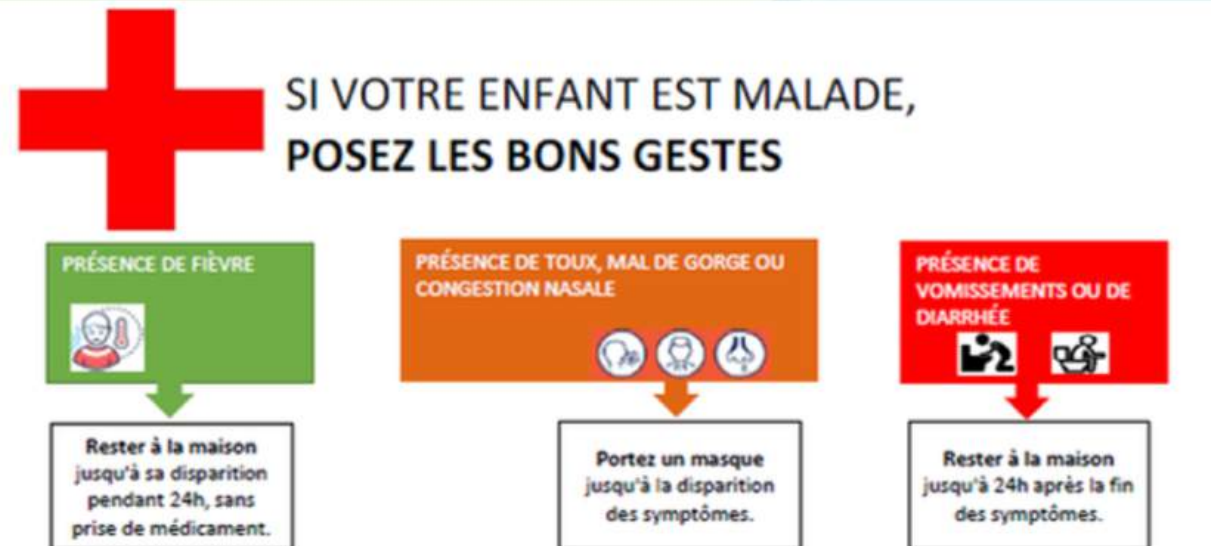 SI VOTRE ENFANT EST MALADE,
POSEZ LES BONS GESTES
PRÉSENCE DE FIÈVRE
Rester à la maison
jusqu'à sa disparition
pendant 24h, sans
prise de médicament.
PRÉSENCE DE TOUX, MAL DE GORGE OU
CONGESTION NASALE
Portez un masque
jusqu'à la disparition
des symptômes.
PRÉSENCE DE
VOMISSEMENTS OU DE
DIARRHÉE
Rester à la maison
jusqu'à 24h après la fin
des symptômes.